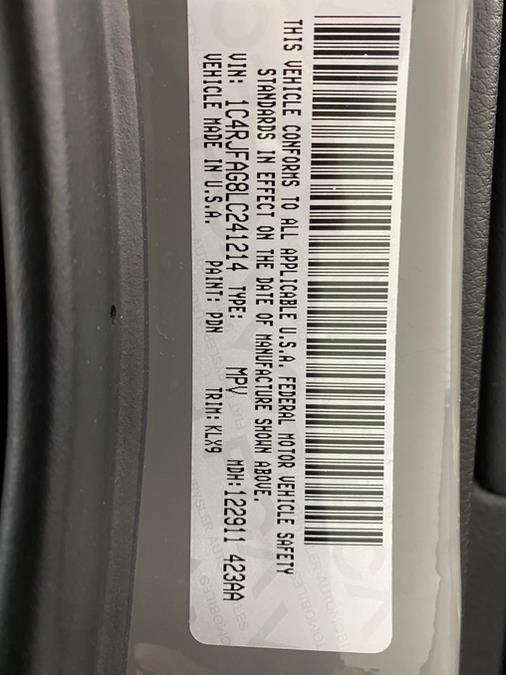 THIS VEHICLE CONFORMS TO ALL APPLICABLE U.S.A. FEDERAL MOTOR VEHICLE SAFETY
STANDARDS IN EFFECT ON THE DATE OF MANUFACTURE SHOWN ABOVE.
VIN: 1C4RJFAG8LC241214 TYPE: MPV MDH:122911 423AA
VEHICLE MADE IN U.S.A. PAINT: PDN TRIM: KLX9